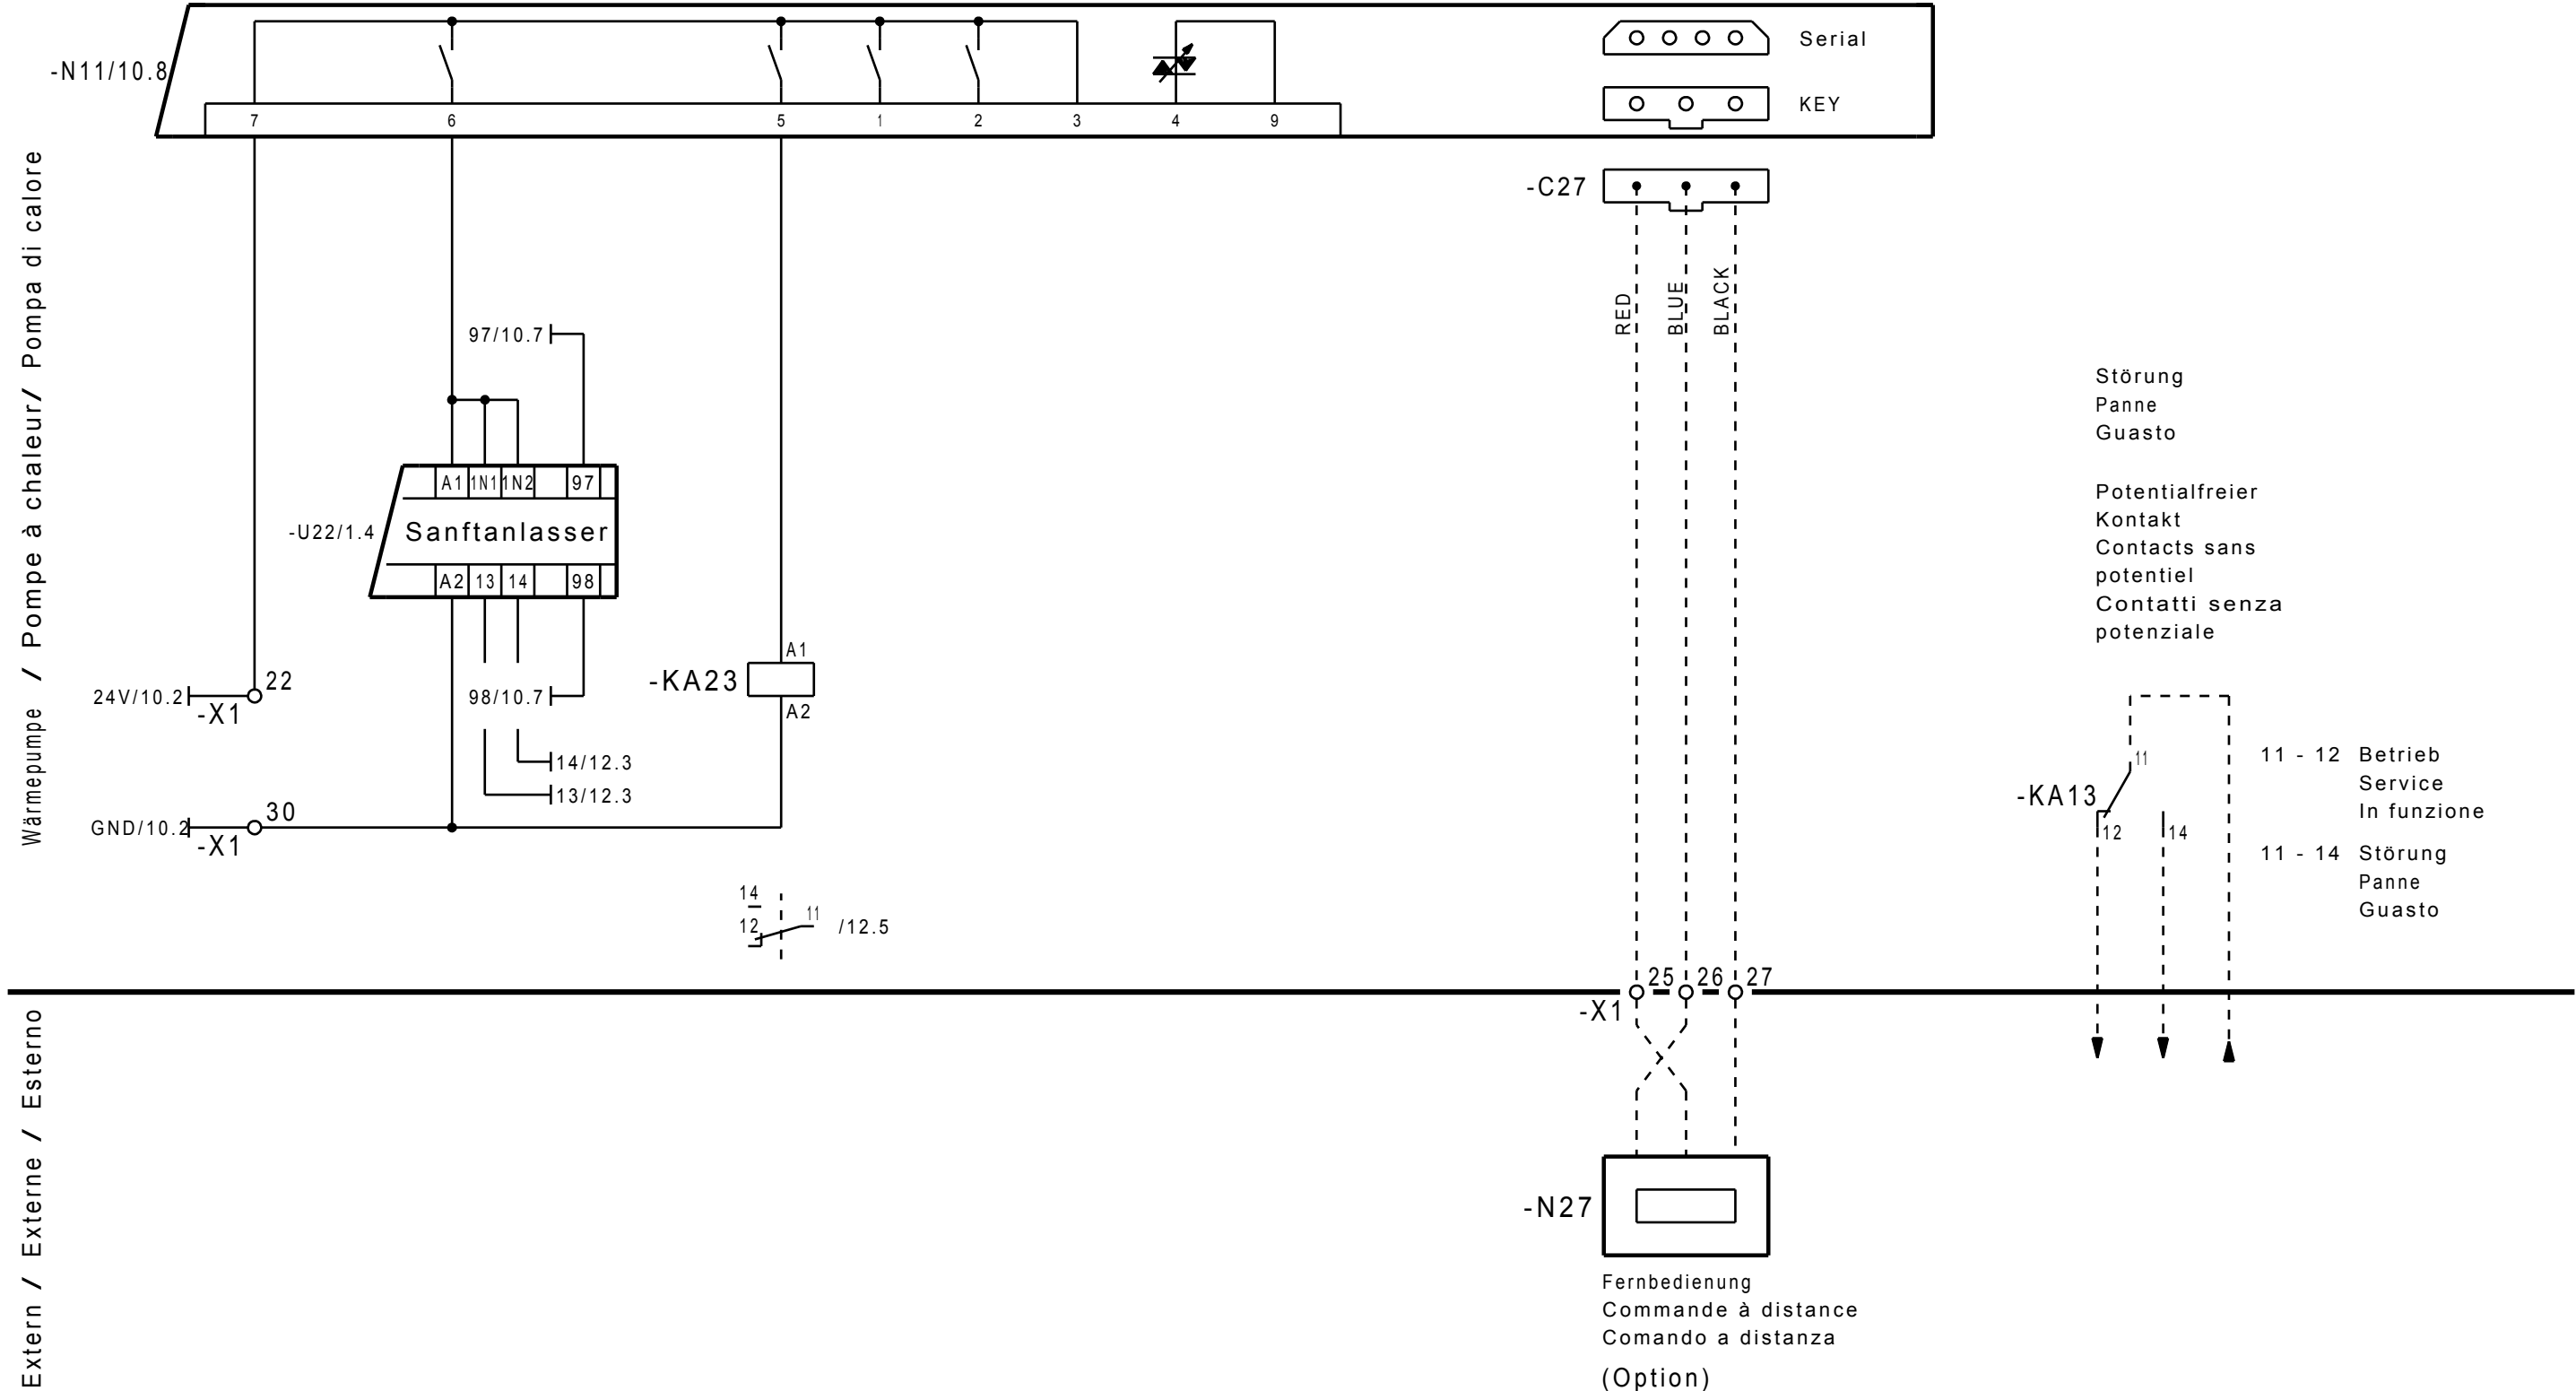 -N11/10.8
Serial
KEY
7 6 5 1 2 3 4 9
-C27
RED BLUE BLACK
Wärmepumpe / Pompe à chaleur/ Pompa di calore
97/10.7
A1 1N1 1N2 97
-U22/1.4 Sanftanlasser
A2 13 14 98
24V/10.2 22
-X1
98/10.7
-KA23
A1
A2
14/12.3
13/12.3
GND/10.2 30
-X1
14
12 11 /12.5
Störung
Panne
Guasto
Potentialfreier
Kontakt
Contacts sans
potentiel
Contatti senza
potenziale
-KA13
11
12 14
11 - 12 Betrieb
Service
In funzione
11 - 14 Störung
Panne
Guasto
25 26 27
-X1
Extern / Externe / Esterno
-N27
Fernbedienung
Commande à distance
Comando a distanza
(Option)